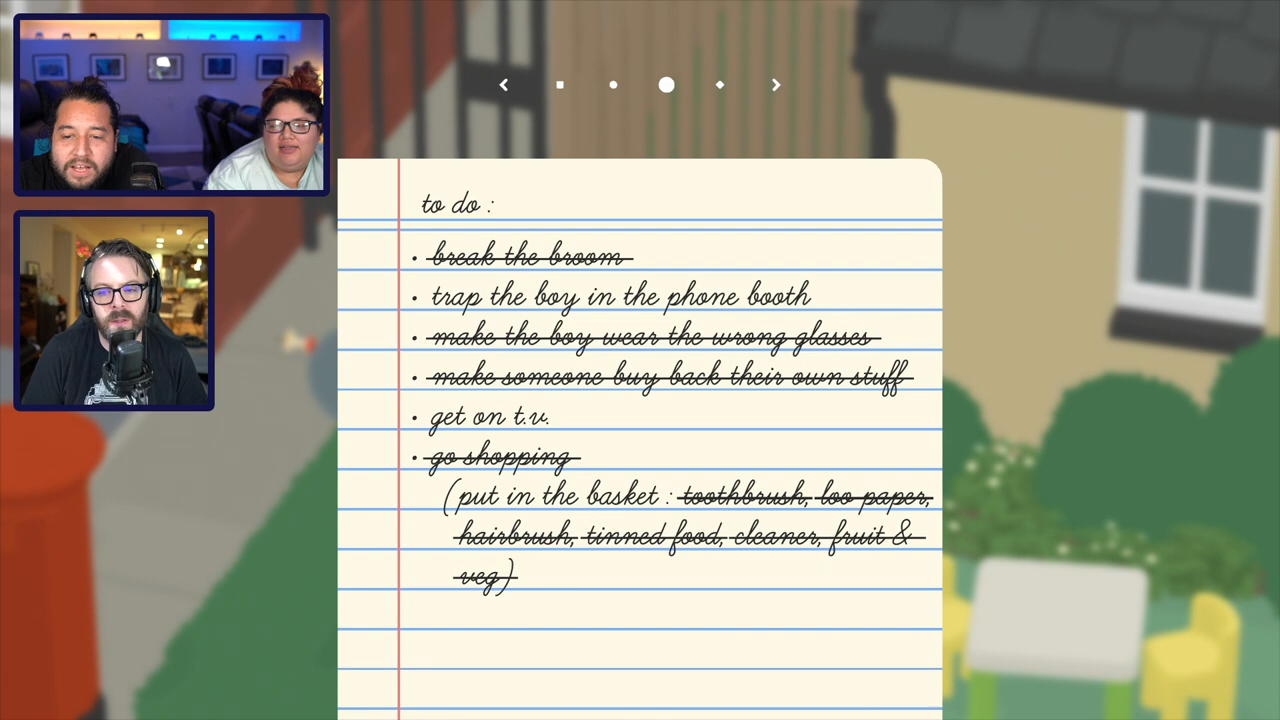 to do :
• break the broom
• trap the boy in the phone booth
• make the boy wear the wrong glasses
• make someone buy back their own stuff
• get on t.v.
• go shopping
(put in the basket : toothbrush, loo paper,
hairbrush, tinned food, cleaner, fruit &
veg)